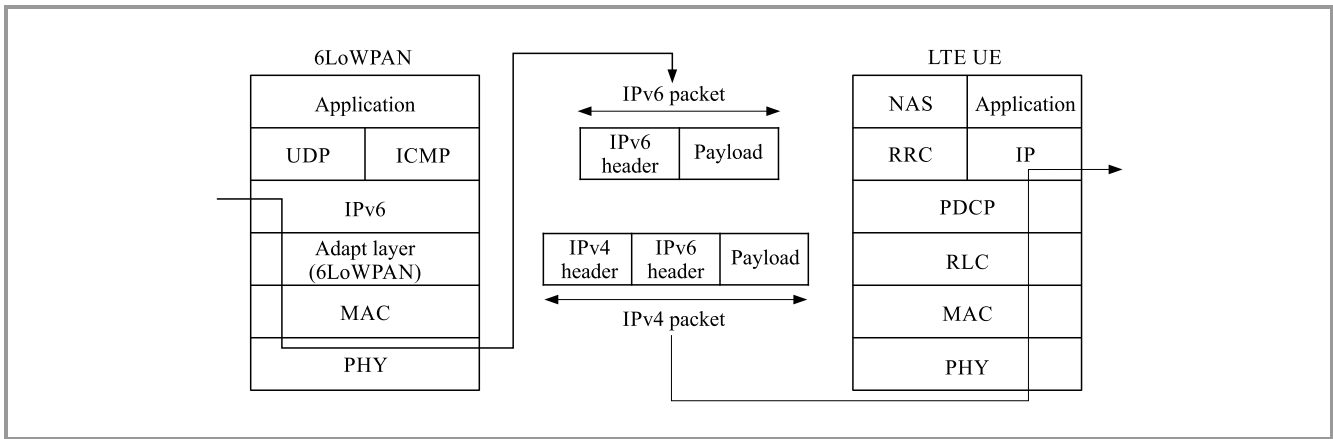 6LoWPAN
Application
UDP
ICMP
IPv6
Adapt layer
(6LoWPAN)
MAC
PHY
IPv6 packet
IPv6
header
Payload
IPv4
header
IPv6
header
Payload
IPv4 packet
LTE UE
NAS
Application
RRC
IP
PDCP
RLC
MAC
PHY